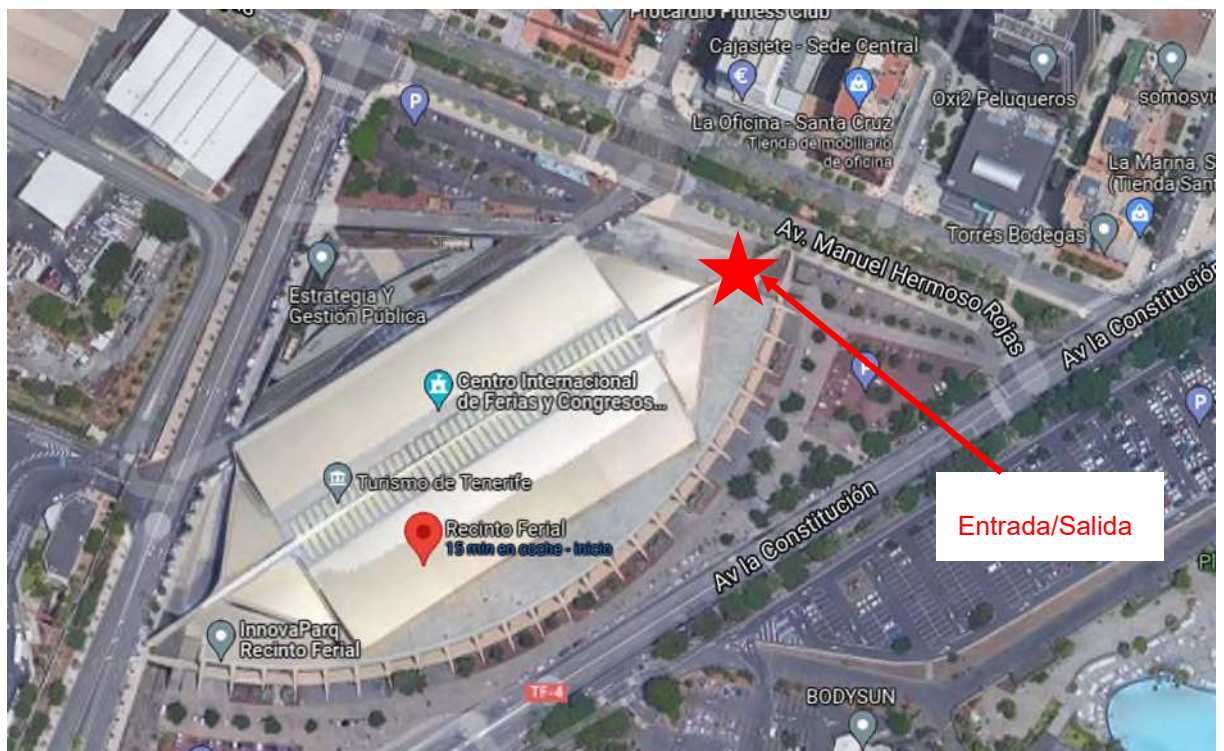 Procardio Fitness Club
Cajasiete - Sede Central
Oxi2 Peluqueros
La Oficina - Santa Cruz
Tienda de mobiliario
de oficina
La Marina, S
(Tienda Sant
Torres Bodegas
Av. Manuel Hermoso Rojas
Av la Constitución
P
Estrategia Y
Gestión Pública
Centro Internacional
de Ferias y Congresos...
P
P
Turismo de Tenerife
Recinto Ferial
15 min en coche - inicio
Entrada/Salida
Av la Constitución
InnovaParq
Recinto Ferial
TF-4
BODYSUN